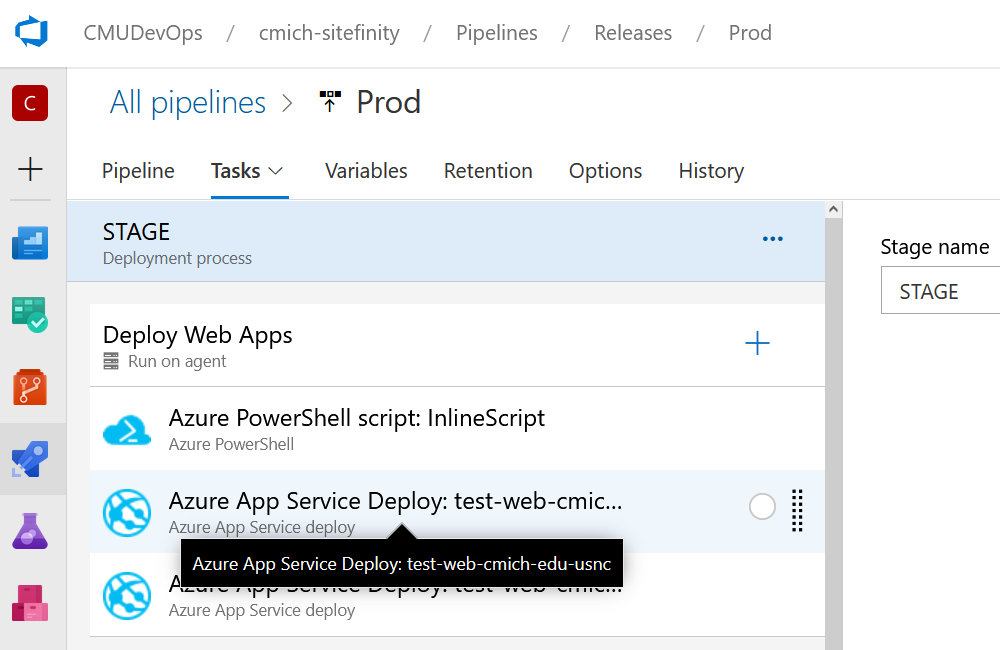 CMUDevOps / cmich-sitefinity / Pipelines / Releases / Prod
C
All pipelines > Prod
Pipeline Tasks Variables Retention Options History
STAGE
Deployment process
...
Stage name
STAGE
Deploy Web Apps
Run on agent
Azure PowerShell script: InlineScript
Azure PowerShell
Azure App Service Deploy: test-web-cmic...
Azure App Service deploy
Azure App Service Deploy: test-web-cmich-edu-usnc
Azure App Service Deploy: test-web-cmic...
Azure App Service deploy